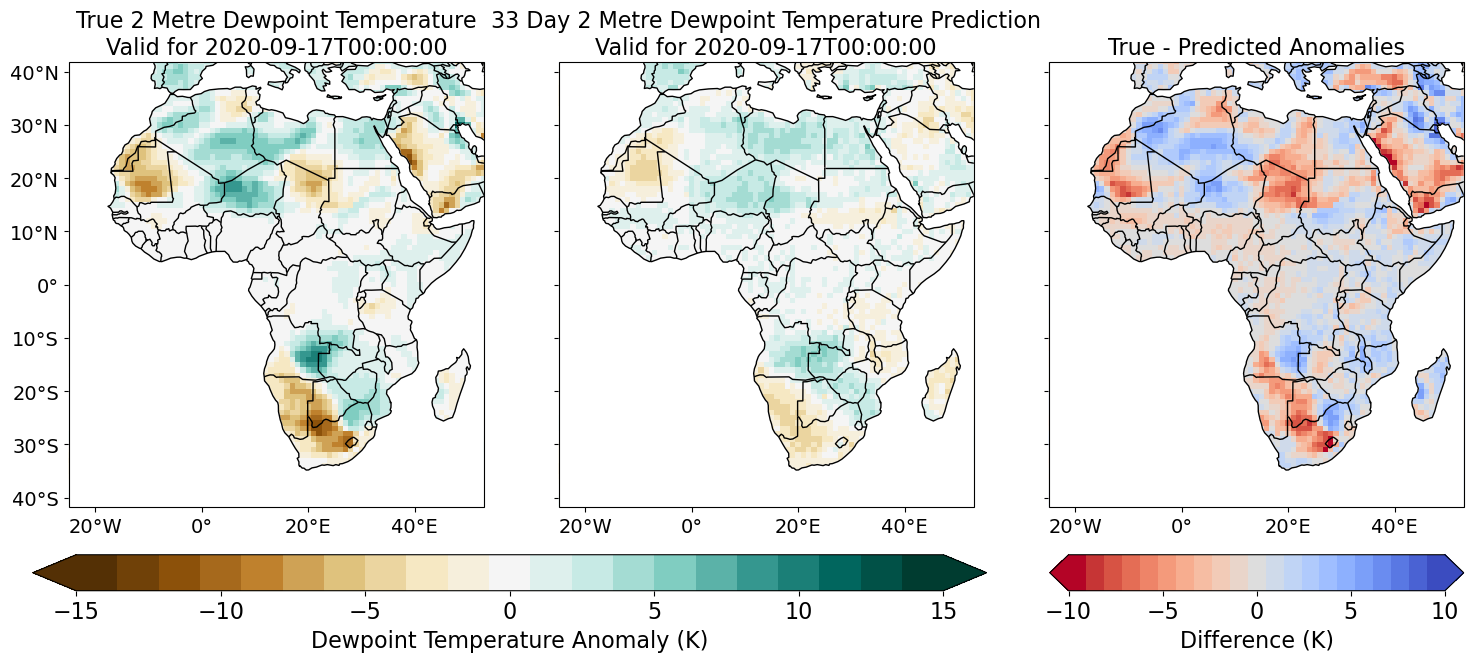 True 2 Metre Dewpoint Temperature
Valid for 2020-09-17T00:00:00
33 Day 2 Metre Dewpoint Temperature Prediction
Valid for 2020-09-17T00:00:00
True - Predicted Anomalies
40°N
30°N
20°N
10°N
0°
10°S
20°S
30°S
40°S
20°W 0° 20°E 40°E
20°W 0° 20°E 40°E
20°W 0° 20°E 40°E
−15 −10 −5 0 5 10 15
Dewpoint Temperature Anomaly (K)
−10 −5 0 5 10
Difference (K)